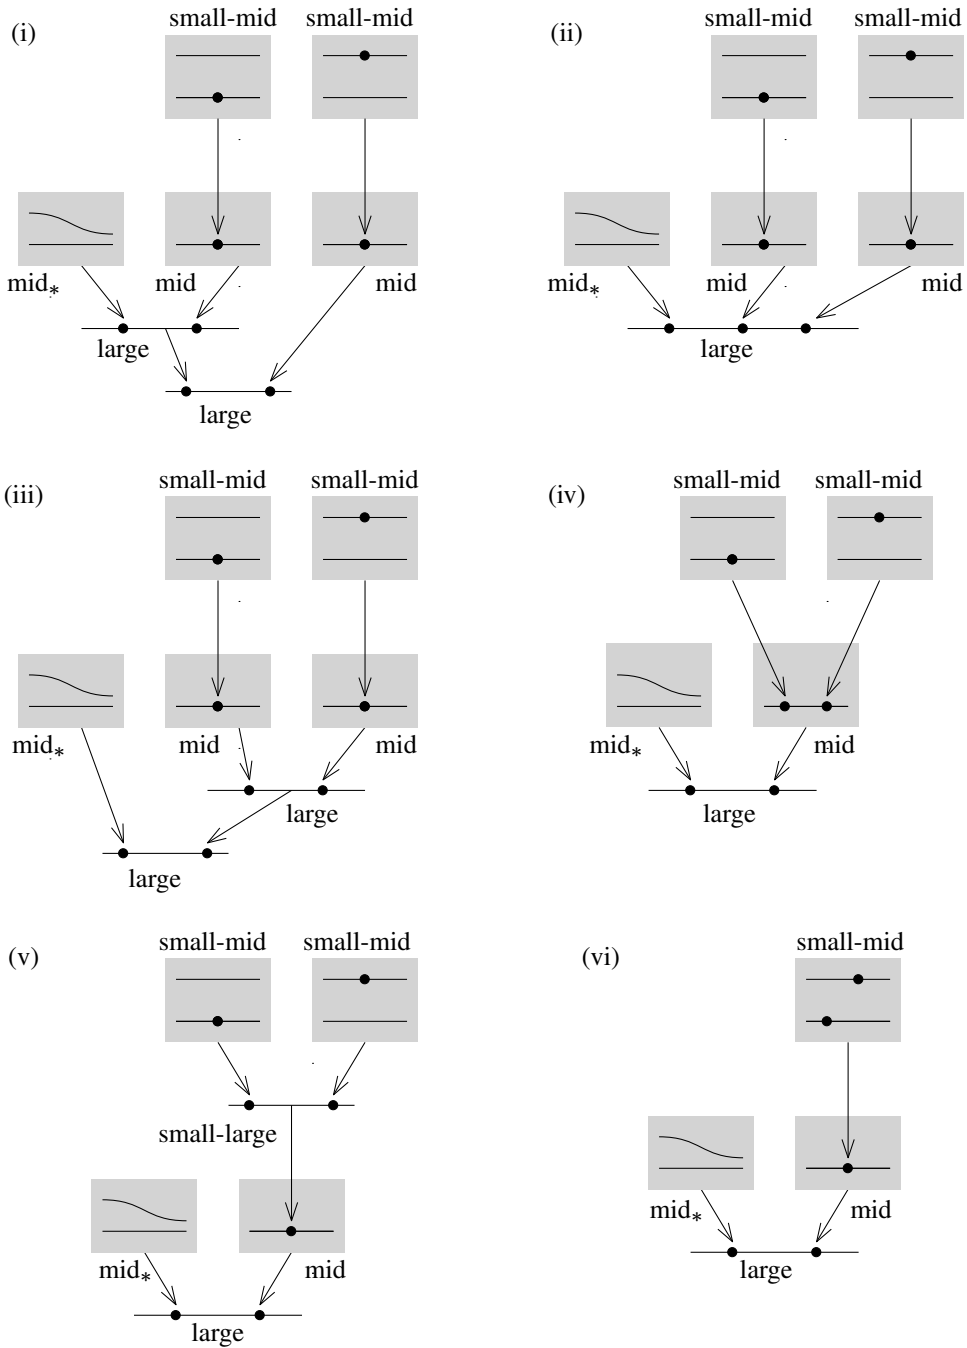 (i) small-mid small-mid
mid* mid mid
large
large
(ii) small-mid small-mid
mid* mid mid
large
(iii) small-mid small-mid
mid* mid mid
large
large
(iv) small-mid small-mid
mid* mid
large
(v) small-mid small-mid
small-large
mid* mid
large
(vi) small-mid
mid* mid
large